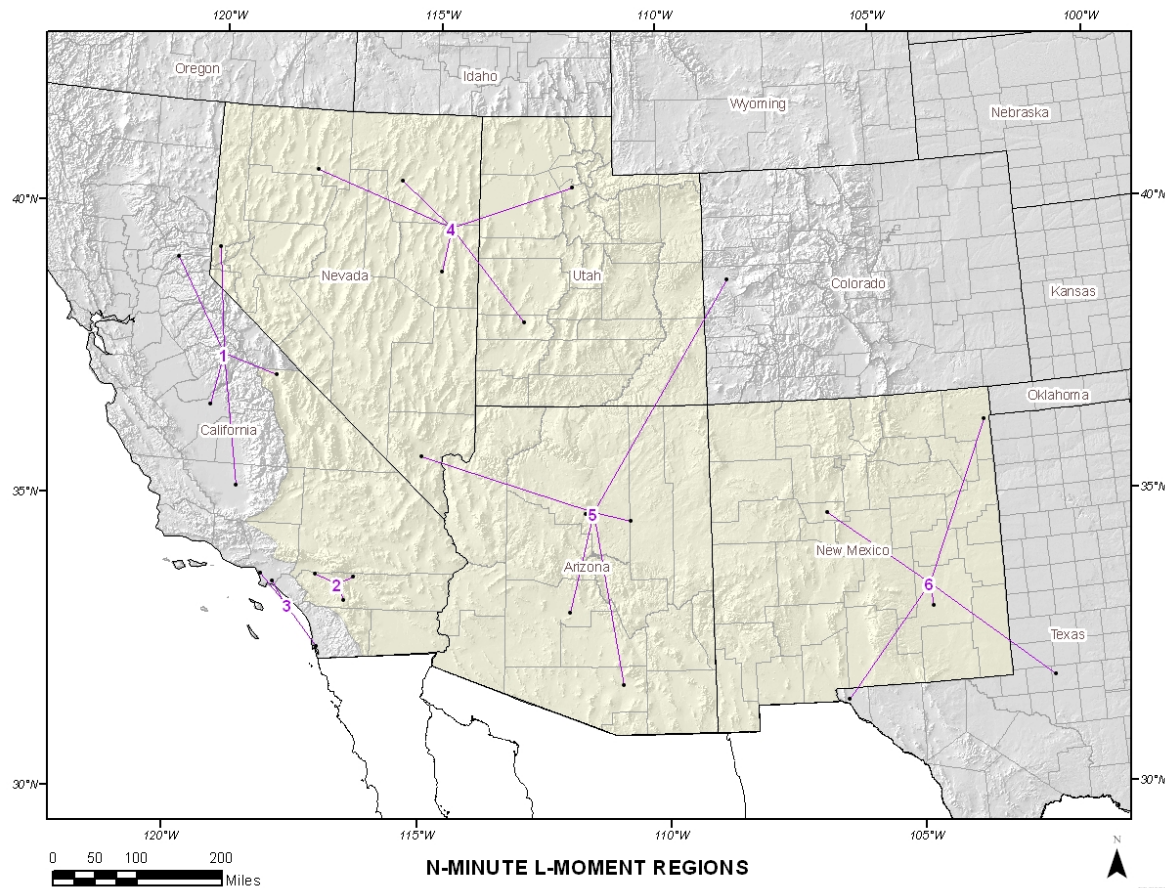 120°W 115°W 110°W 105°W 100°W
Oregon
Idaho
Wyoming
Nebraska
40°N
40°N
4
Nevada
Utah
Colorado
Kansas
1
California
Oklahoma
35°N
35°N
5
New Mexico
Arizona
2
6
3
Texas
30°N
30°N
120°W 115°W 110°W 105°W
0 50 100 200
Miles
N-MINUTE L-MOMENT REGIONS
N